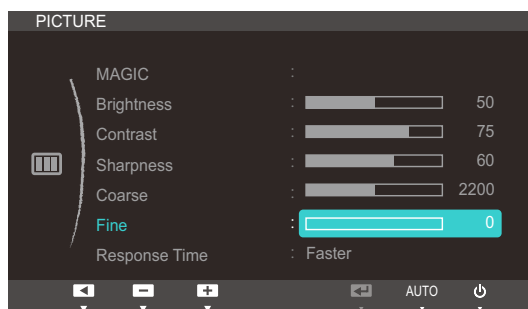 PICTURE
MAGIC :
Brightness : 50
Contrast : 75
Sharpness : 60
Coarse : 2200
Fine : 0
Response Time : Faster
AUTO